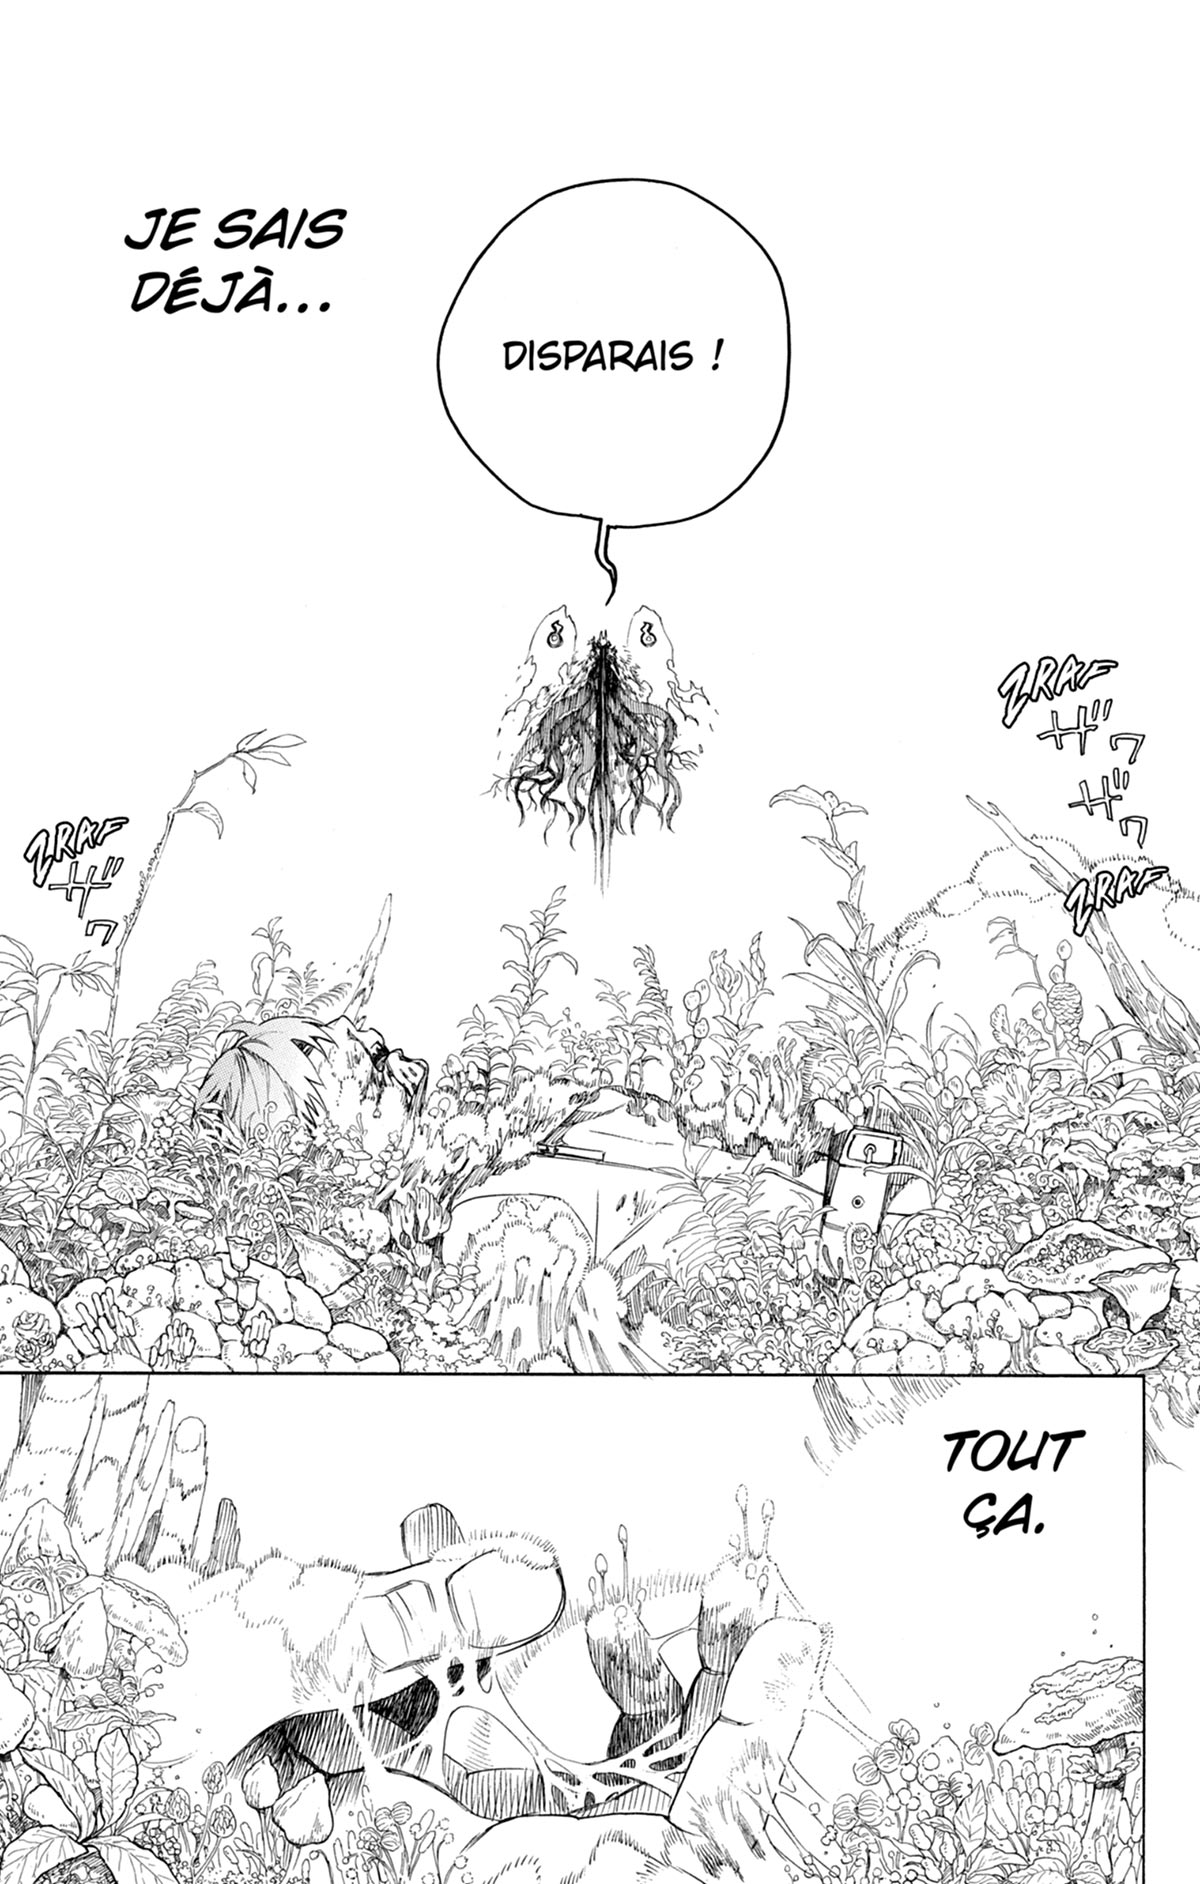 JE SAIS
DÉJÀ...
DISPARAIS !
ZRAF
ザワ
ザワ
ZRAF
ZRAF
ザワ
TOUT
ÇA.